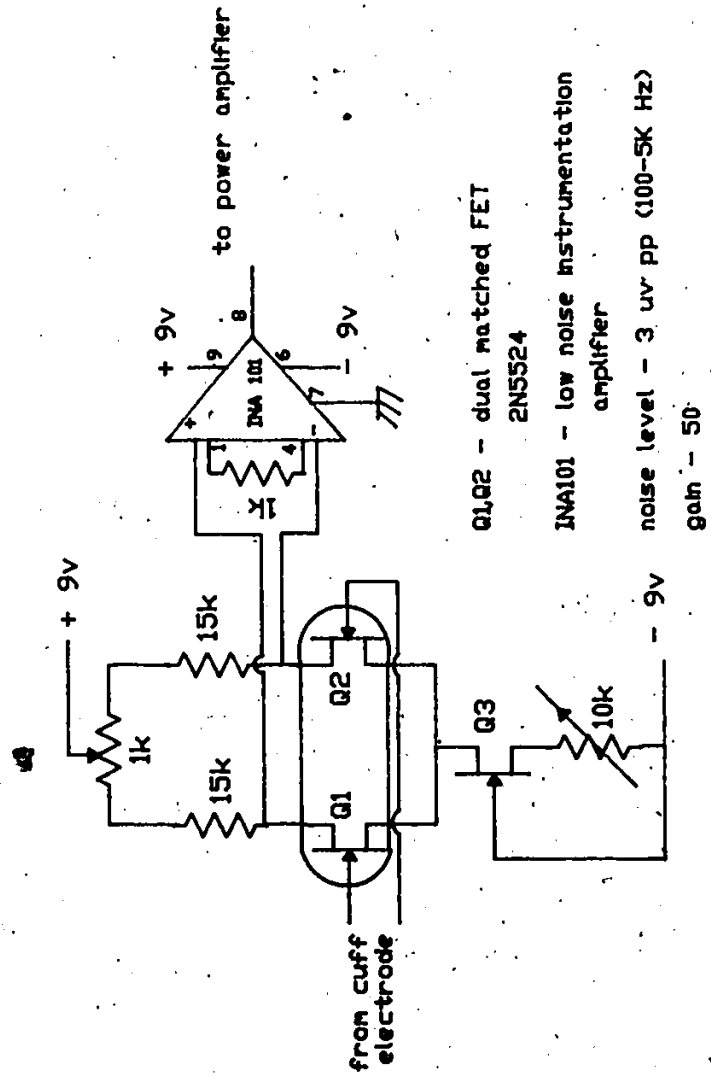 + 9v
1k
15k
15k
from cuff
electrode
Q1
Q2
Q3
10k
- 9v
+ 9v
9
+
1
INA 101
8
to power amplifier
1k
4
-
6
7
- 9v
Q1,Q2 - dual matched FET
2N5524
INA101 - low noise instrumentation
amplifier
noise level - 3 uv pp (100-5K Hz)
gain - 50